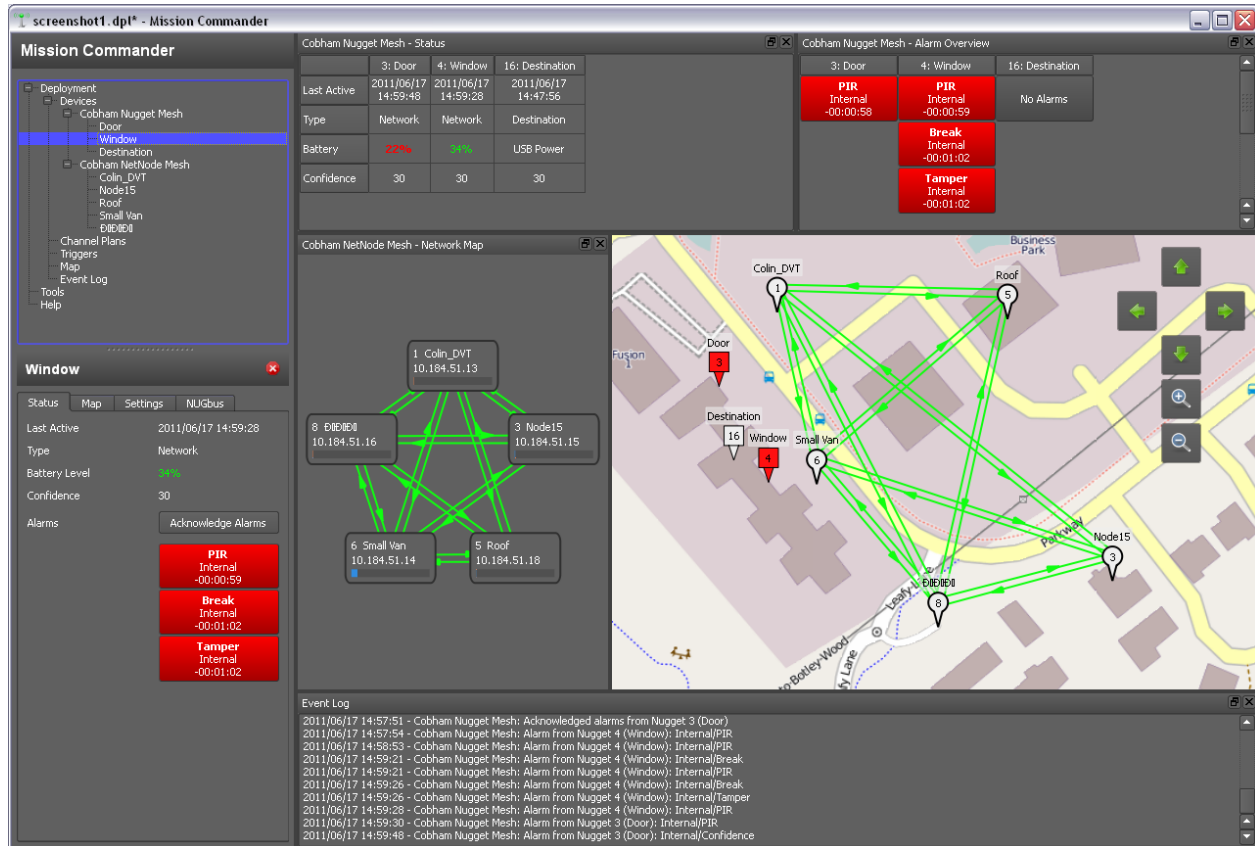 screenshot1.dpl* - Mission Commander
Mission Commander
Deployment
Devices
Cobham Nugget Mesh
Door
Window
Destination
Cobham NetNode Mesh
Colin_DVT
Node15
Roof
Small Van
Channel Plans
Triggers
Map
Event Log
Tools
Help
Window
Status Map Settings NUGbus
Last Active 2011/06/17 14:59:28
Type Network
Battery Level 34%
Confidence 30
Alarms Acknowledge Alarms
PIR
Internal
-00:00:59
Break
Internal
-00:01:02
Tamper
Internal
-00:01:02
Cobham Nugget Mesh - Status
3: Door 4: Window 16: Destination
Last Active 2011/06/17 14:59:48 2011/06/17 14:59:28 2011/06/17 14:47:56
Type Network Network Destination
Battery 22% 34% USB Power
Confidence 30 30 30
Cobham Nugget Mesh - Alarm Overview
3: Door 4: Window 16: Destination
PIR
Internal
-00:00:58
PIR
Internal
-00:00:59
No Alarms
Break
Internal
-00:01:02
Tamper
Internal
-00:01:02
Cobham NetNode Mesh - Network Map
1 Colin_DVT
10.184.51.13
8
10.184.51.16
3 Node15
10.184.51.15
6 Small Van
10.184.51.14
5 Roof
10.184.51.18
Business
Park
Colin_DVT
1
Roof
5
Fusion
1
Door
3
Destination
16
Window
4
Small Van
6
Parkway
Node15
3
8
Leafy Lane
to-Botley-Wood
Event Log
2011/06/17 14:57:51 - Cobham Nugget Mesh: Acknowledged alarms from Nugget 3 (Door)
2011/06/17 14:57:54 - Cobham Nugget Mesh: Alarm from Nugget 4 (Window): Internal/PIR
2011/06/17 14:58:53 - Cobham Nugget Mesh: Alarm from Nugget 4 (Window): Internal/PIR
2011/06/17 14:59:21 - Cobham Nugget Mesh: Alarm from Nugget 4 (Window): Internal/Break
2011/06/17 14:59:21 - Cobham Nugget Mesh: Alarm from Nugget 4 (Window): Internal/PIR
2011/06/17 14:59:26 - Cobham Nugget Mesh: Alarm from Nugget 4 (Window): Internal/Break
2011/06/17 14:59:26 - Cobham Nugget Mesh: Alarm from Nugget 4 (Window): Internal/Tamper
2011/06/17 14:59:28 - Cobham Nugget Mesh: Alarm from Nugget 4 (Window): Internal/PIR
2011/06/17 14:59:30 - Cobham Nugget Mesh: Alarm from Nugget 3 (Door): Internal/PIR
2011/06/17 14:59:48 - Cobham Nugget Mesh: Alarm from Nugget 3 (Door): Internal/Confidence